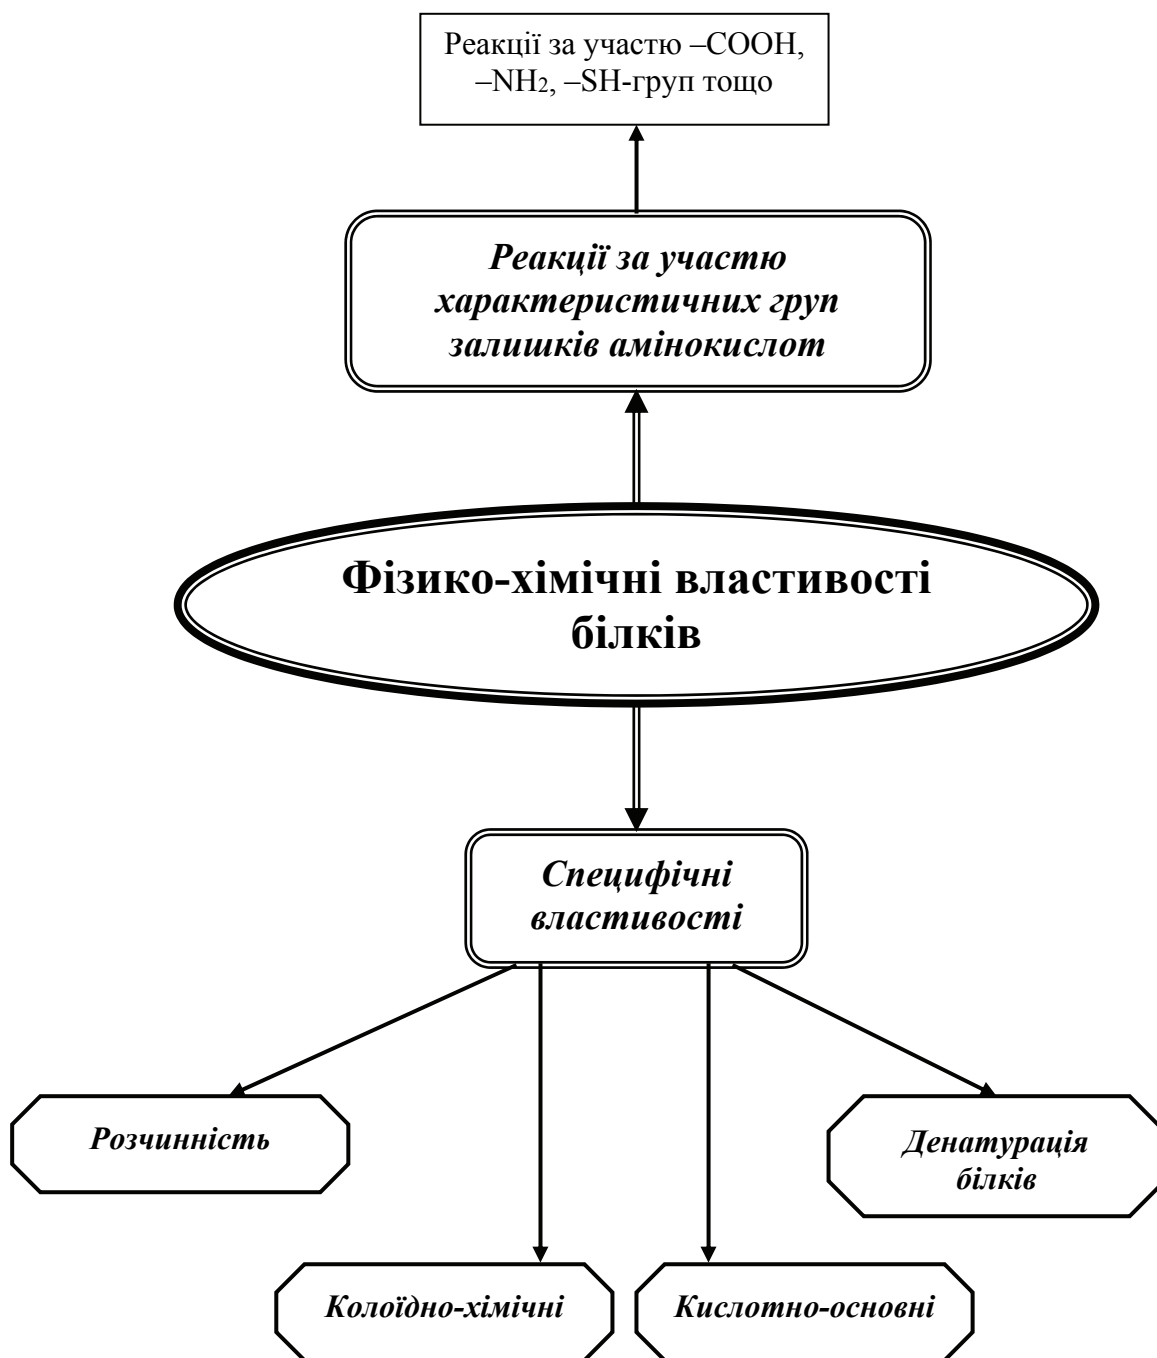 Реакції за участю –COOH,
–NH₂, –SH-груп тощо
Реакції за участю
характеристичних груп
залишків амінокислот
Фізико-хімічні властивості
білків
Специфічні
властивості
Розчинність
Денатурація
білків
Колоїдно-хімічні
Кислотно-основні